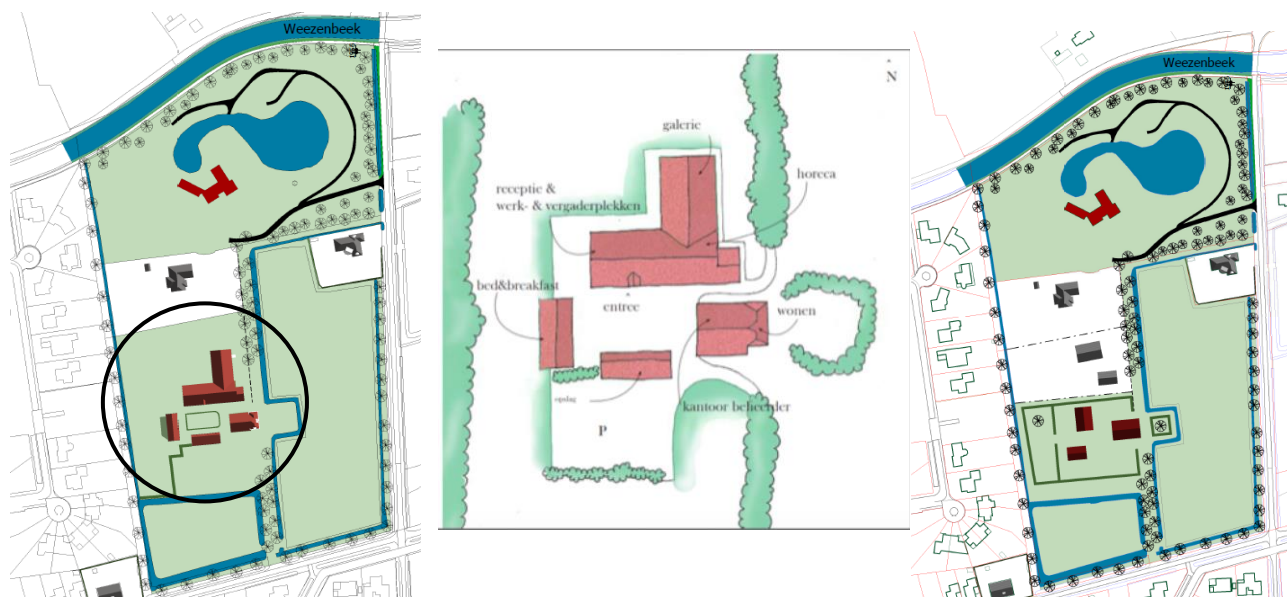 Weezenbeek
N
galerie
horeca
receptie &
werk- & vergaderplekken
bed&breakfast
entree
wonen
opslag
kantoor beheerder
P
Weezenbeek